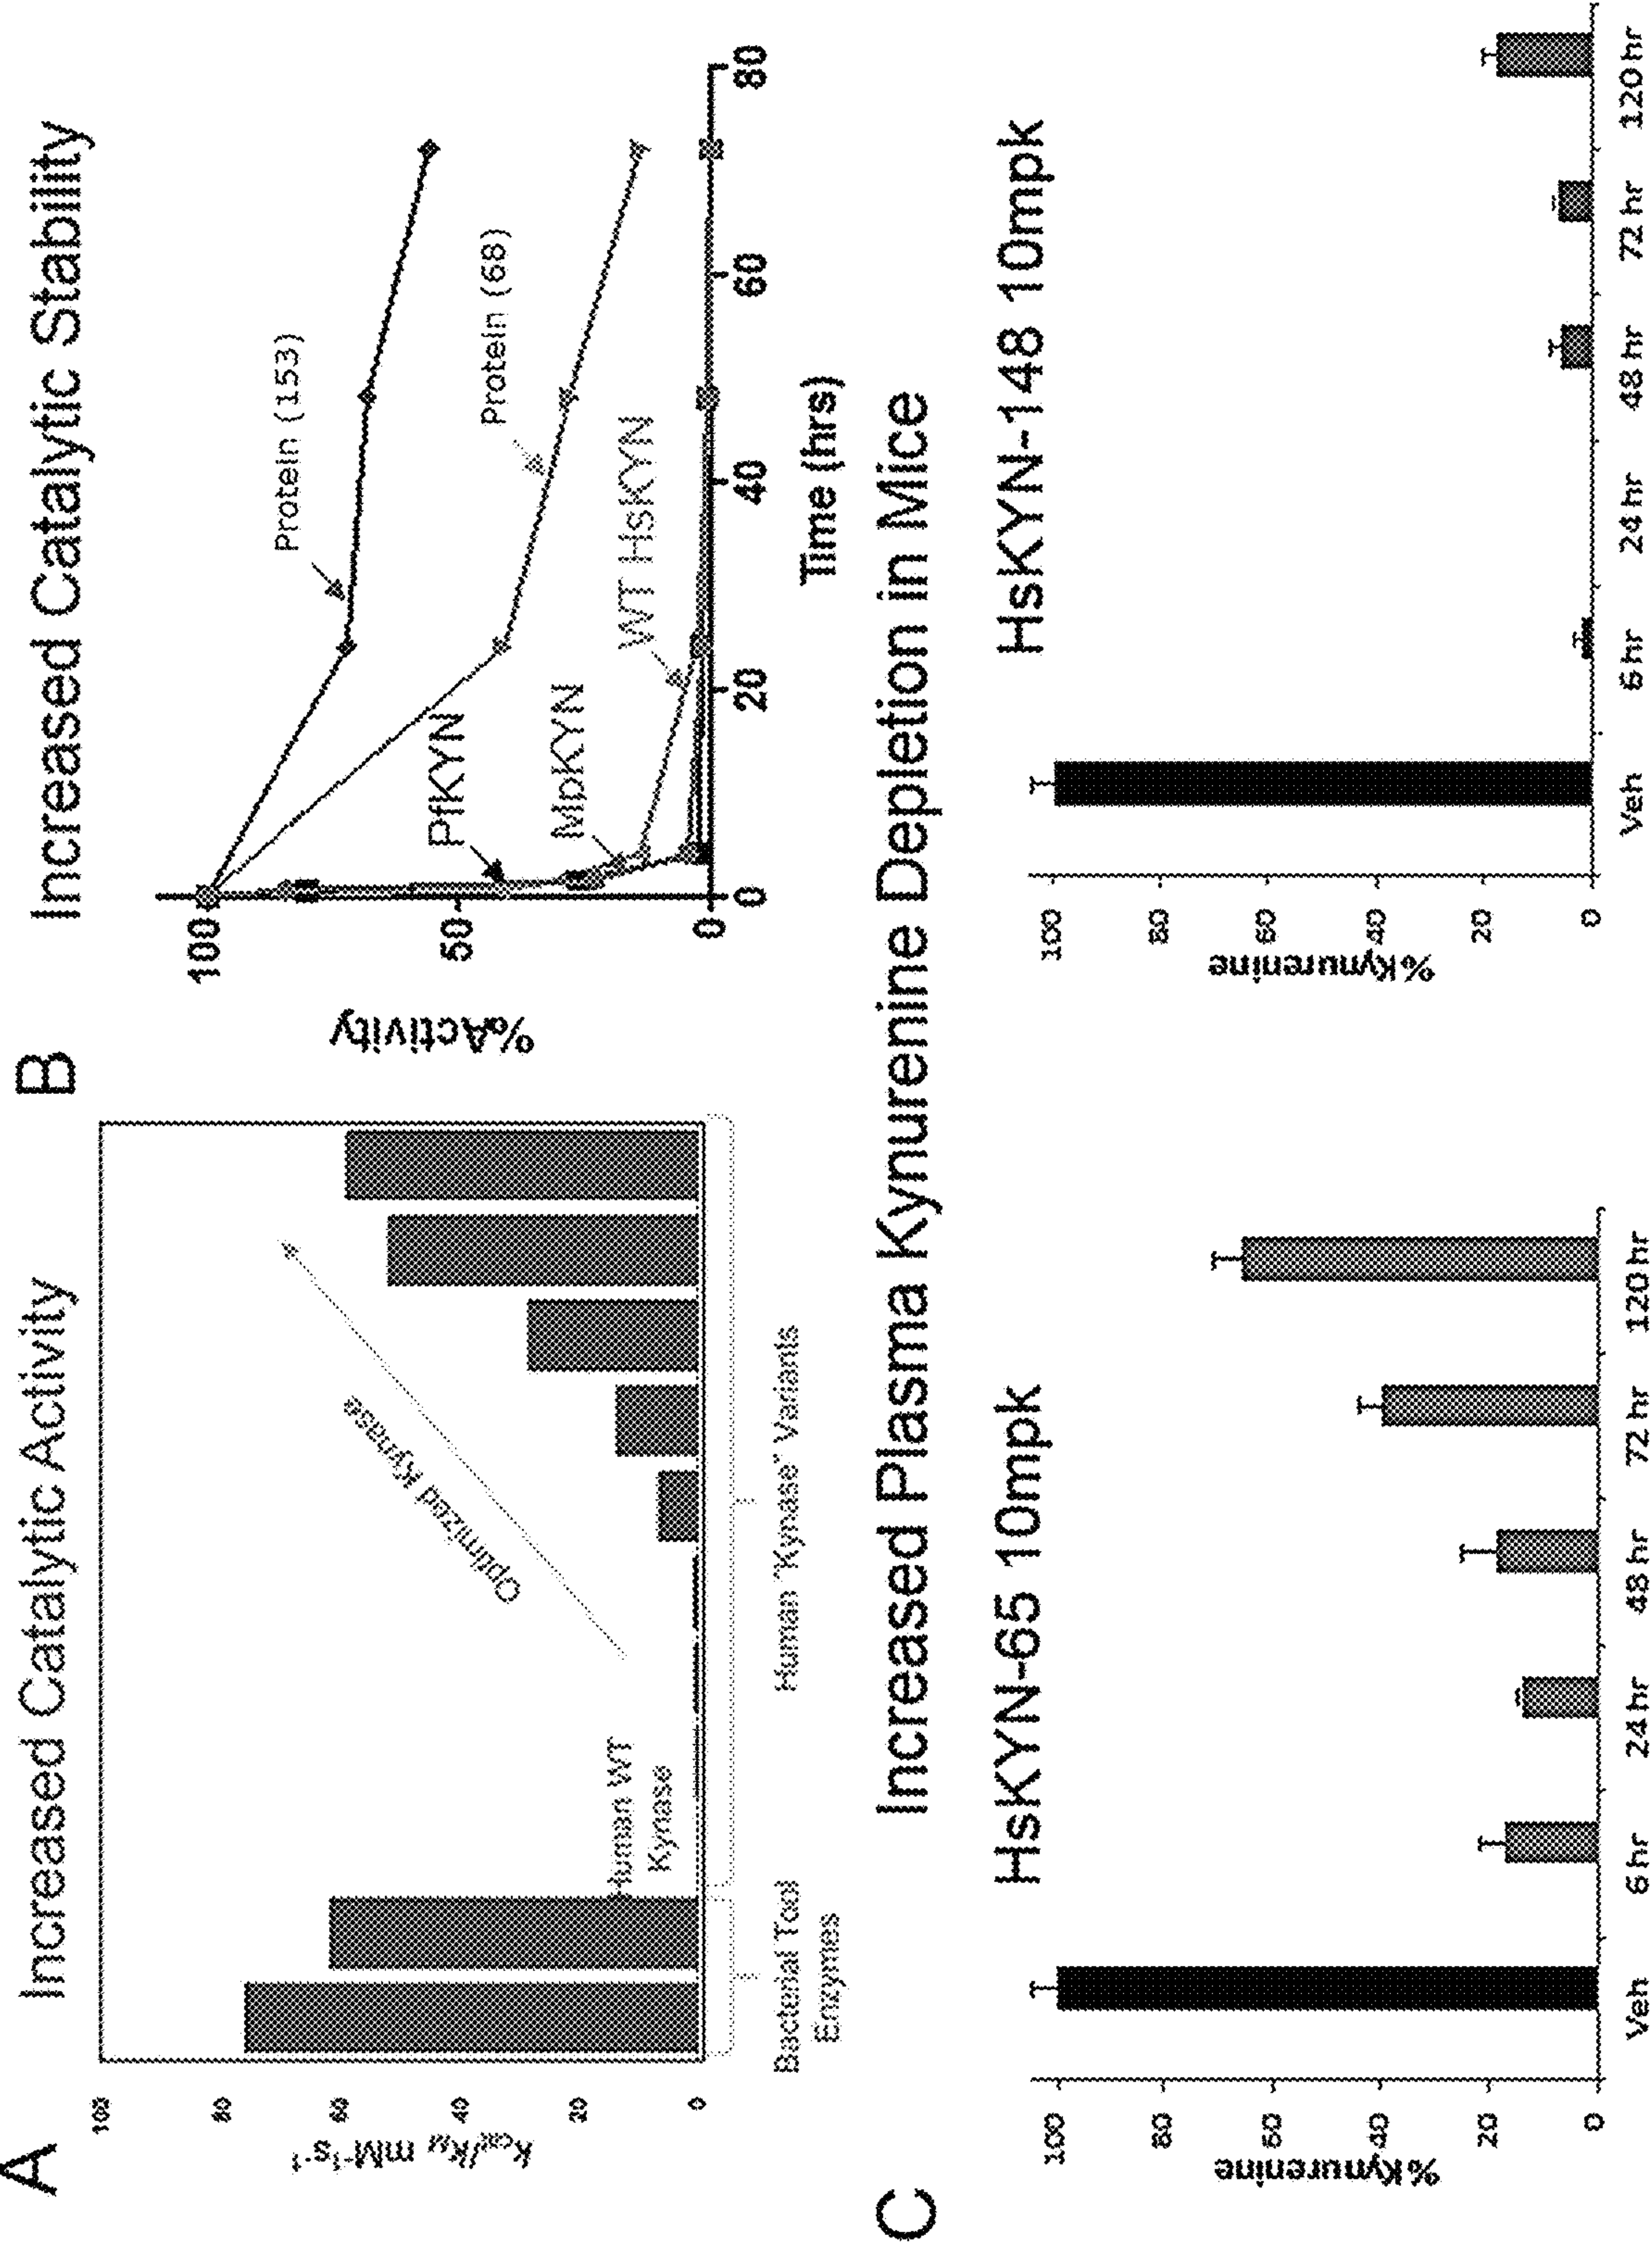 A
Increased Catalytic Activity
kcat/KM mM-1s-1
100
80
60
40
20
0
Optimized Kynase
Human WT
Kynase
Bacterial Tool
Enzymes
Human "Kynase" Variants
B
Increased Catalytic Stability
%Activity
100
50
0
Protein (153)
Protein (68)
PfKYN
MpKYN
WT HsKYN
0
20
40
60
80
Time (hrs)
C
Increased Plasma Kynurenine Depletion in Mice
HsKYN-65 10mpk
%Kynurenine
100
80
60
40
20
0
Veh
6 hr
24 hr
48 hr
72 hr
120 hr
HsKYN-148 10mpk
%Kynurenine
100
80
60
40
20
0
Veh
6 hr
24 hr
48 hr
72 hr
120 hr